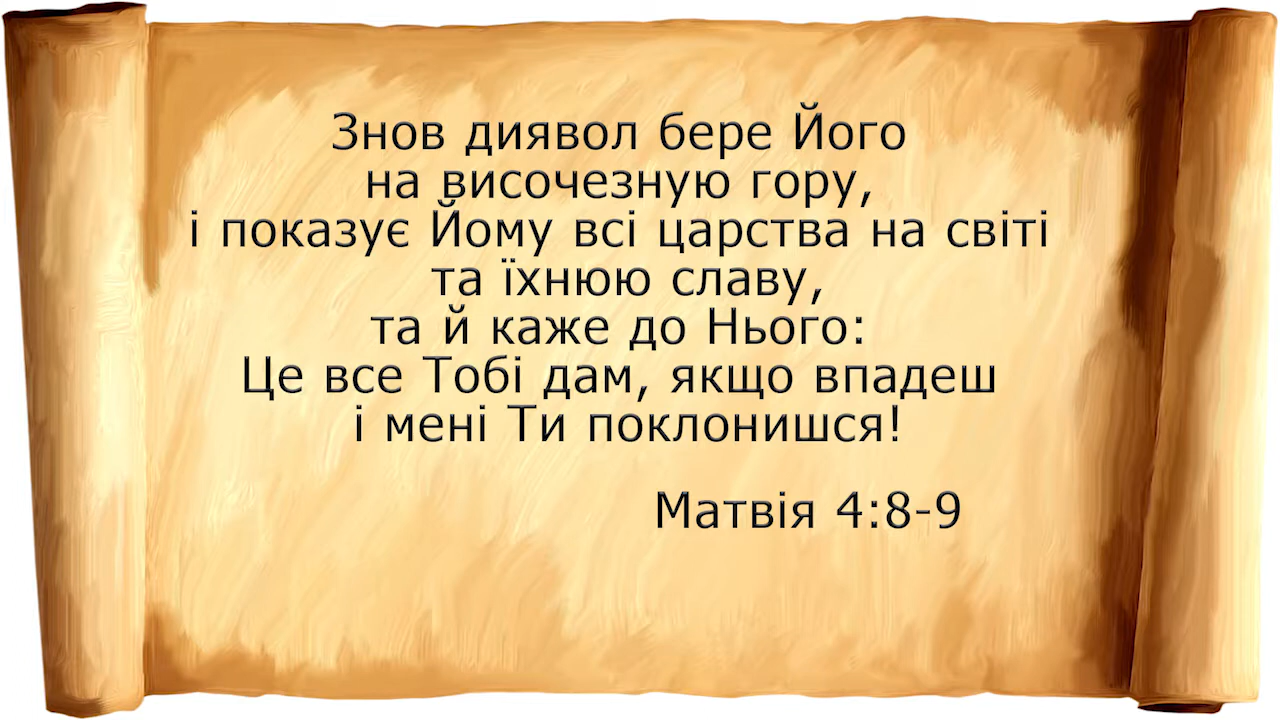 Знов диявол бере Його
на височезную гору,
і показує Йому всі царства на світі
та їхнюю славу,
та й каже до Нього:
Це все Тобі дам, якщо впадеш
і мені Ти поклонишся!
Матвія 4:8-9